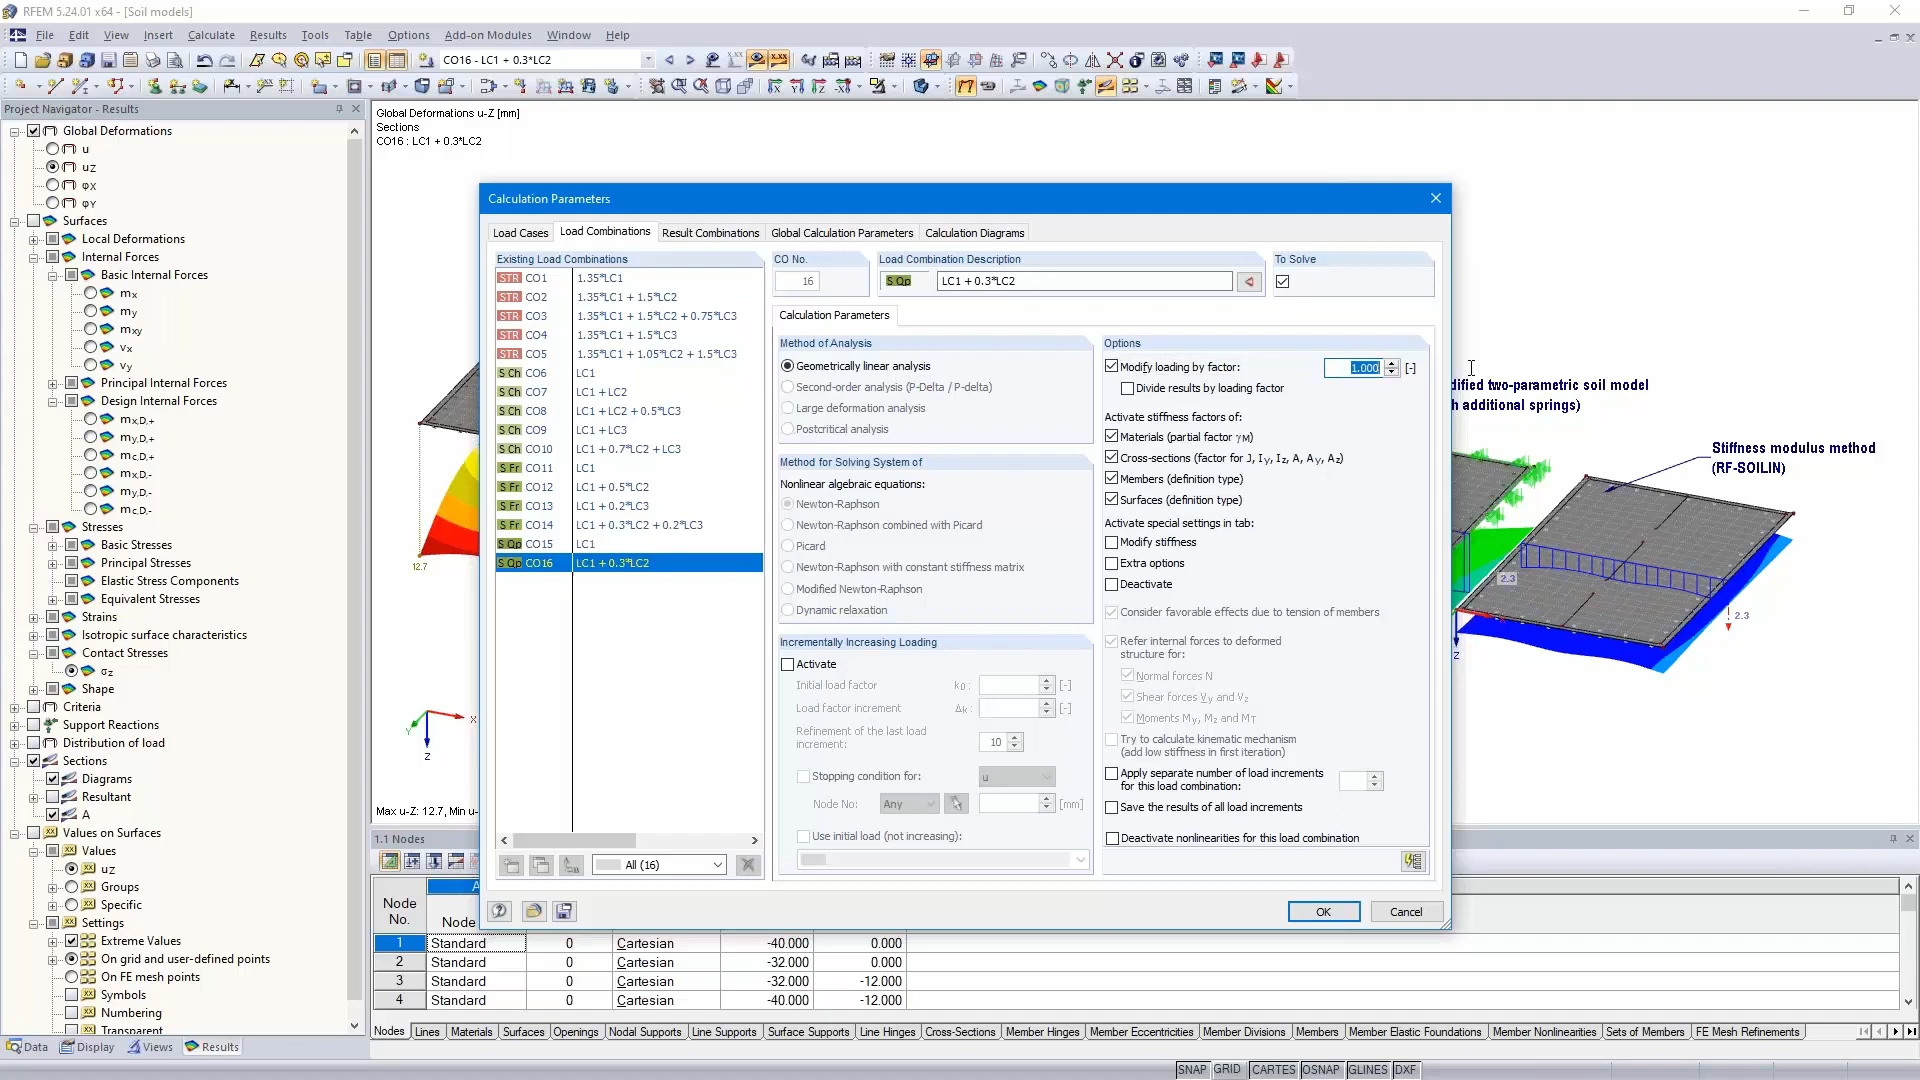 RFEM 5.24.01 x64 - [Soil models]
File Edit View Insert Calculate Results Tools Table Options Add-on Modules Window Help
CO16 - LC1 + 0.3*LC2
Project Navigator - Results
Global Deformations
u
uZ
φX
φY
Surfaces
Local Deformations
Internal Forces
Basic Internal Forces
mx
my
mxy
vx
vy
Principal Internal Forces
Design Internal Forces
mx,D,+
my,D,+
mc,D,+
mx,D,-
my,D,-
mc,D,-
Stresses
Basic Stresses
Principal Stresses
Elastic Stress Components
Equivalent Stresses
Strains
Isotropic surface characteristics
Contact Stresses
σz
Shape
Criteria
Support Reactions
Distribution of load
Sections
Diagrams
Resultant
A
Values on Surfaces
Values
uZ
Groups
Specific
Settings
Extreme Values
On grid and user-defined points
On FE mesh points
Symbols
Numbering
Transparent
Data Display Views Results
Global Deformations u-Z [mm]
Sections
CO16 : LC1 + 0.3*LC2
12.7
X
Y
Z
Max u-Z: 12.7, Min u-
Calculation Parameters
Load Cases Load Combinations Result Combinations Global Calculation Parameters Calculation Diagrams
Existing Load Combinations
STR CO1 1.35*LC1
STR CO2 1.35*LC1 + 1.5*LC2
STR CO3 1.35*LC1 + 1.5*LC2 + 0.75*LC3
STR CO4 1.35*LC1 + 1.5*LC3
STR CO5 1.35*LC1 + 1.05*LC2 + 1.5*LC3
S Ch CO6 LC1
S Ch CO7 LC1 + LC2
S Ch CO8 LC1 + LC2 + 0.5*LC3
S Ch CO9 LC1 + LC3
S Ch CO10 LC1 + 0.7*LC2 + LC3
S Fr CO11 LC1
S Fr CO12 LC1 + 0.5*LC2
S Fr CO13 LC1 + 0.2*LC3
S Fr CO14 LC1 + 0.3*LC2 + 0.2*LC3
S Qp CO15 LC1
S Qp CO16 LC1 + 0.3*LC2
All (16)
CO No.
16
Load Combination Description
S Qp LC1 + 0.3*LC2
To Solve
Calculation Parameters
Method of Analysis
Geometrically linear analysis
Second-order analysis (P-Delta / P-delta)
Large deformation analysis
Postcritical analysis
Method for Solving System of
Nonlinear algebraic equations:
Newton-Raphson
Newton-Raphson combined with Picard
Picard
Newton-Raphson with constant stiffness matrix
Modified Newton-Raphson
Dynamic relaxation
Incrementally Increasing Loading
Activate
Initial load factor k0 : [-]
Load factor increment Δk : [-]
Refinement of the last load
increment: 10
Stopping condition for: u
Node No: Any [mm]
Use initial load (not increasing):
Options
Modify loading by factor: 1.000 [-]
Divide results by loading factor
Activate stiffness factors of:
Materials (partial factor γM)
Cross-sections (factor for J, Iy, Iz, A, Ay, Az)
Members (definition type)
Surfaces (definition type)
Activate special settings in tab:
Modify stiffness
Extra options
Deactivate
Consider favorable effects due to tension of members
Refer internal forces to deformed
structure for:
Normal forces N
Shear forces Vy and Vz
Moments My, Mz and MT
Try to calculate kinematic mechanism
(add low stiffness in first iteration)
Apply separate number of load increments
for this load combination:
Save the results of all load increments
Deactivate nonlinearities for this load combination
OK Cancel
dified two-parametric soil model
h additional springs)
Stiffness modulus method
(RF-SOILIN)
2.3
2.3
Z
1.1 Nodes
A
Node
No.
Node
1 Standard 0 Cartesian -40.000 0.000
2 Standard 0 Cartesian -32.000 0.000
3 Standard 0 Cartesian -32.000 -12.000
4 Standard 0 Cartesian -40.000 -12.000
Nodes Lines Materials Surfaces Openings Nodal Supports Line Supports Surface Supports Line Hinges Cross-Sections Member Hinges Member Eccentricities Member Divisions Members Member Elastic Foundations Member Nonlinearities Sets of Members FE Mesh Refinements
SNAP GRID CARTES OSNAP GLINES DXF